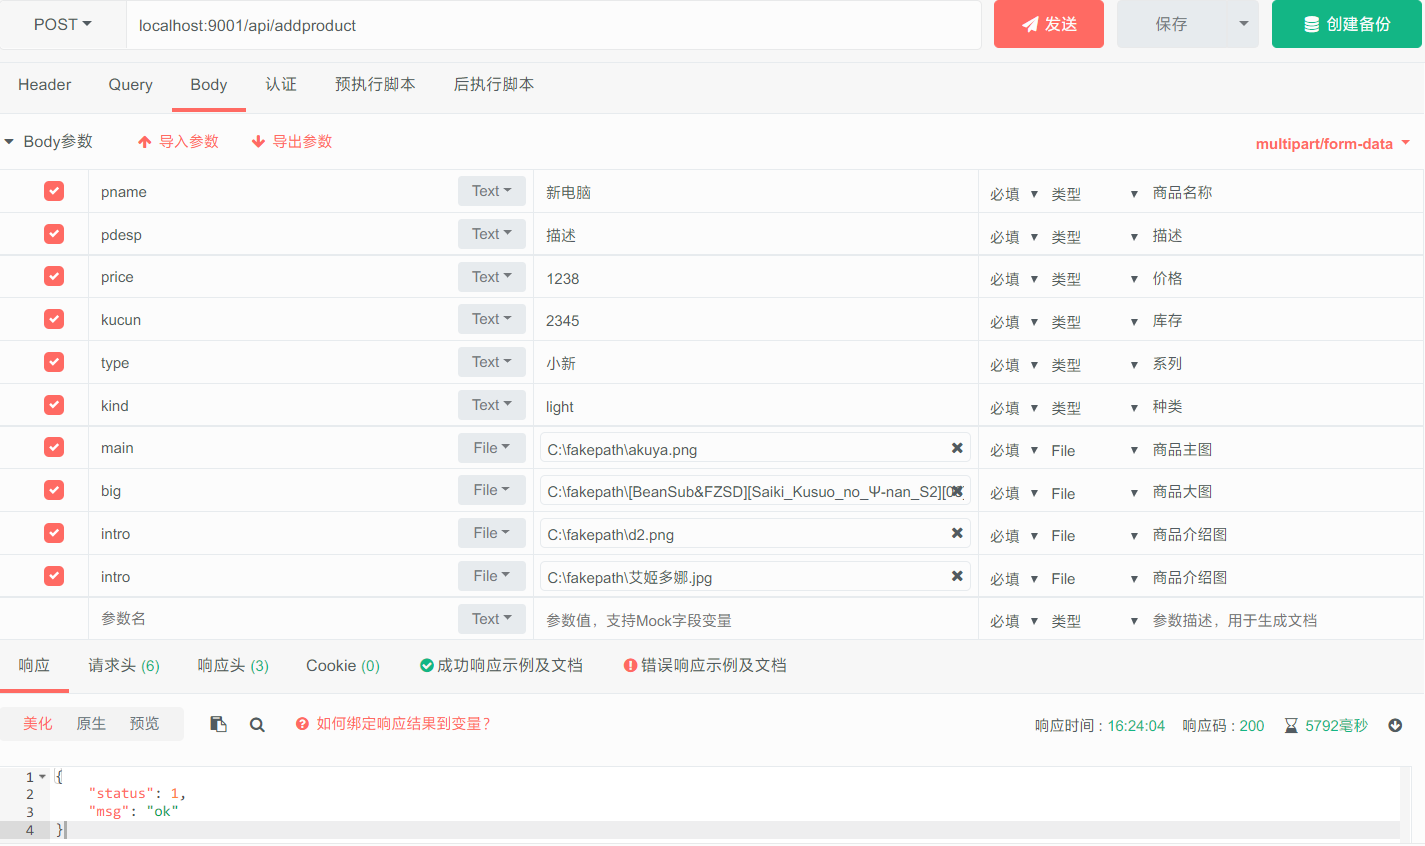 POST localhost:9001/api/addproduct 发送 保存 创建备份
Header Query Body 认证 预执行脚本 后执行脚本
Body参数 导入参数 导出参数 multipart/form-data
pname Text 新电脑 必填 类型 商品名称
pdesp Text 描述 必填 类型 描述
price Text 1238 必填 类型 价格
kucun Text 2345 必填 类型 库存
type Text 小新 必填 类型 系列
kind Text light 必填 类型 种类
main File C:\fakepath\akuya.png 必填 File 商品主图
big File C:\fakepath\[BeanSub&FZSD][Saiki_Kusuo_no_Ψ-nan_S2] 必填 File 商品大图
intro File C:\fakepath\d2.png 必填 File 商品介绍图
intro File C:\fakepath\艾姬多娜.jpg 必填 File 商品介绍图
参数名 Text 参数值，支持Mock字段变量 必填 类型 参数描述，用于生成文档
响应 请求头 (6) 响应头 (3) Cookie (0) 成功响应示例及文档 错误响应示例及文档
美化 原生 预览 如何绑定响应结果到变量? 响应时间 : 16:24:04 响应码 : 200 5792毫秒
1 {
2 "status": 1,
3 "msg": "ok"
4 }